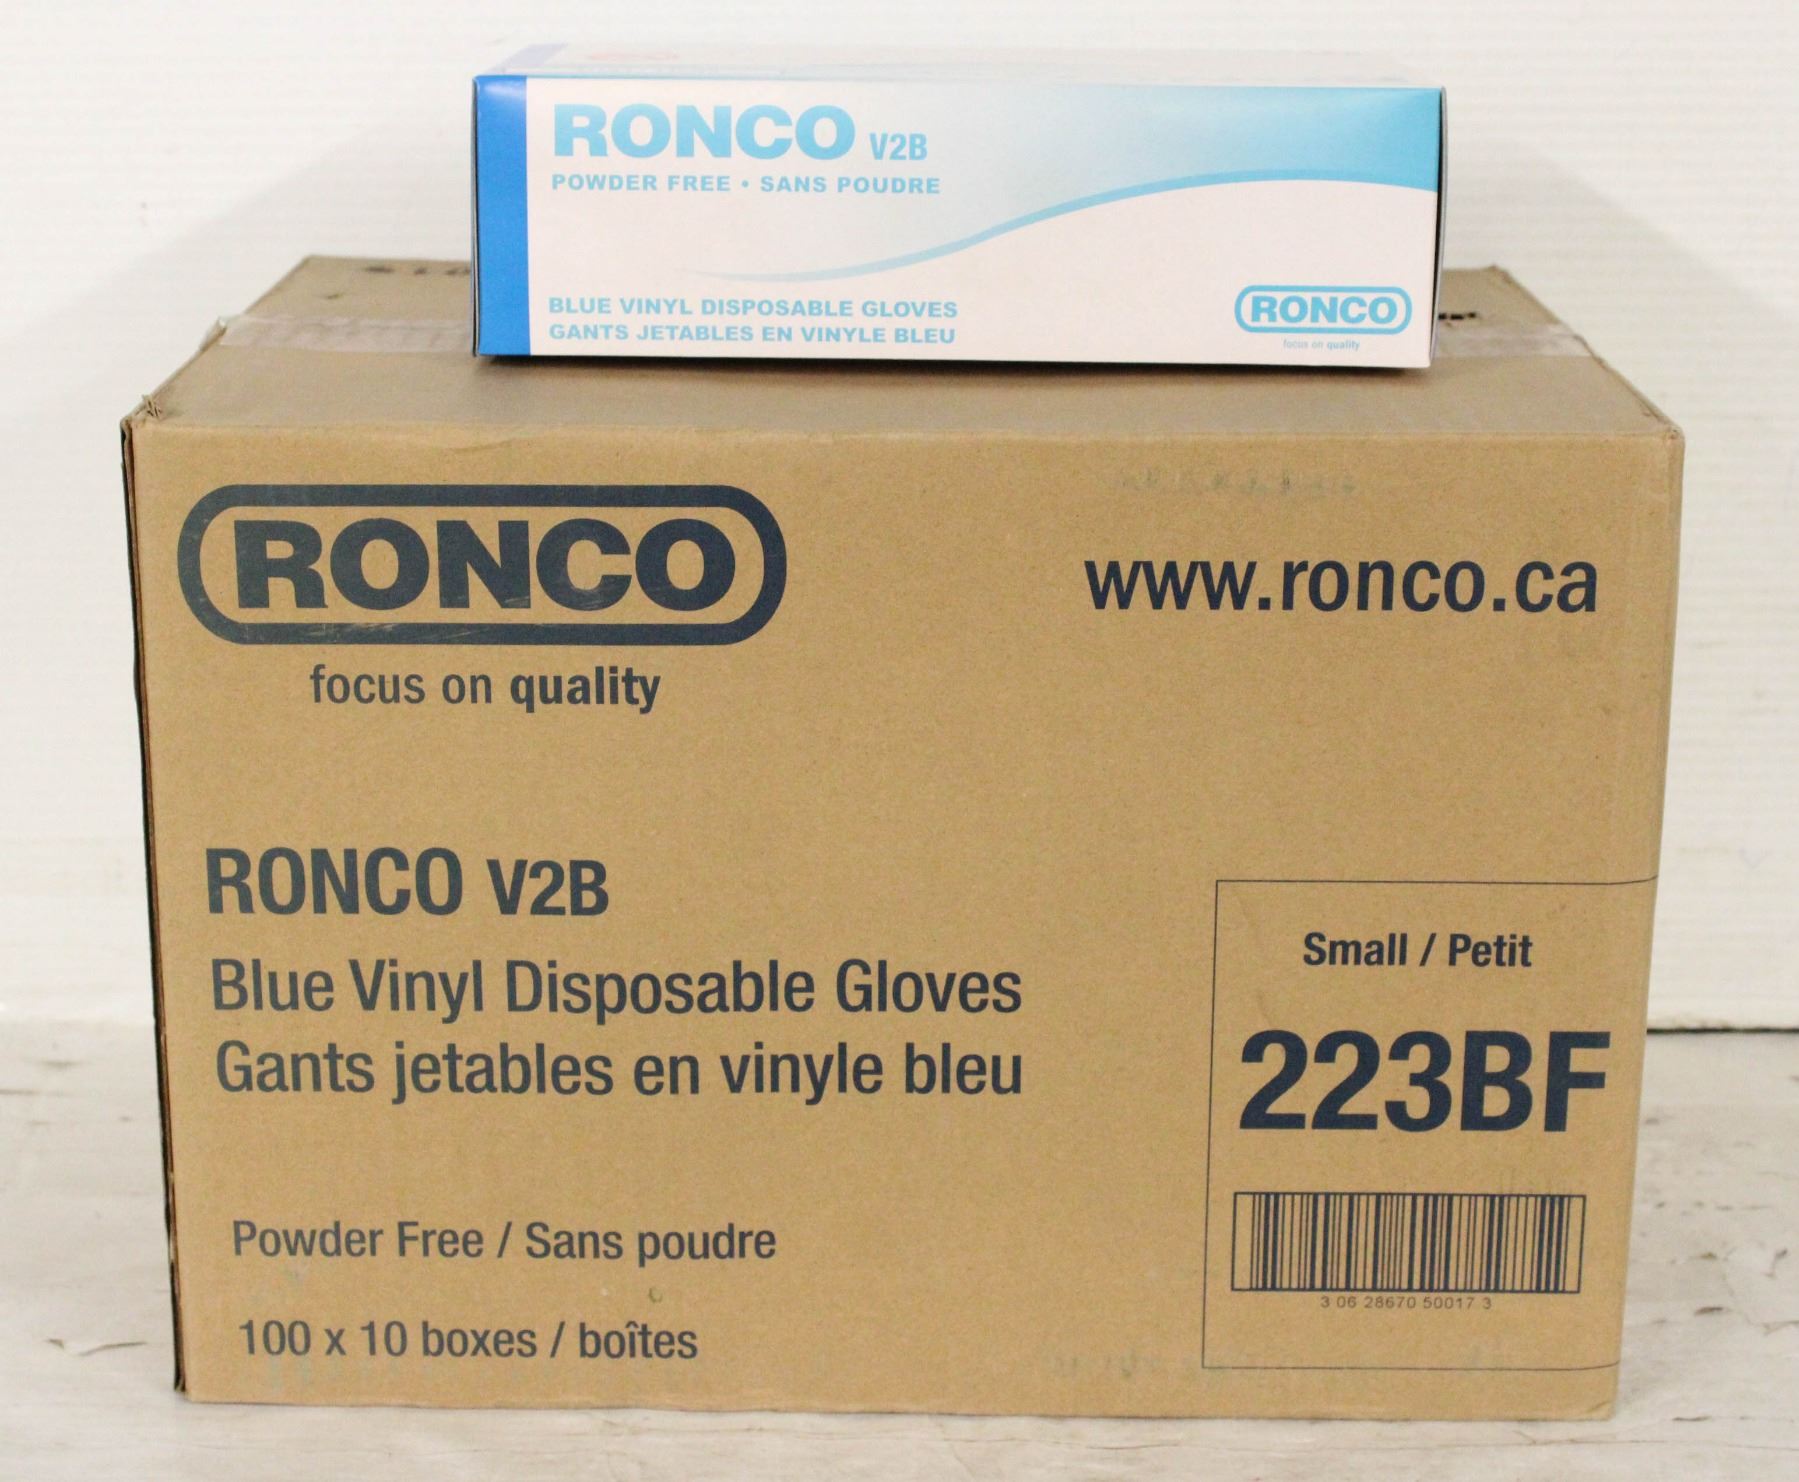 RONCO V2B
POWDER FREE • SANS POUDRE
BLUE VINYL DISPOSABLE GLOVES
GANTS JETABLES EN VINYLE BLEU
RONCO
focus on quality
RONCO
focus on quality
www.ronco.ca
RONCO V2B
Blue Vinyl Disposable Gloves
Gants jetables en vinyle bleu
Powder Free / Sans poudre
100 x 10 boxes / boîtes
Small / Petit
223BF
3 06 28670 50017 3